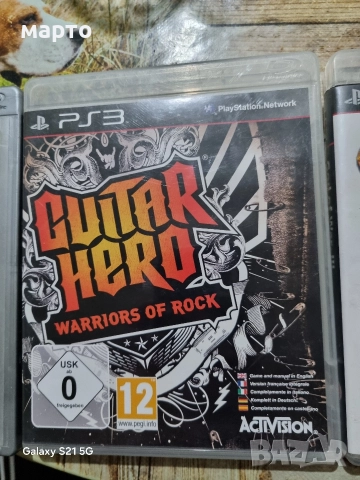 Марто
PS3
PlayStation Network
GUITAR
HERO
®
WARRIORS OF ROCK
USK
ab
0
freigegeben
12
www.pegi.info
Game and manual in English
Version française intégrale
Completamente in italiano
Komplett in Deutsch
Completamente en castellano
ACTIVISION
Galaxy S21 5G
BAZAR